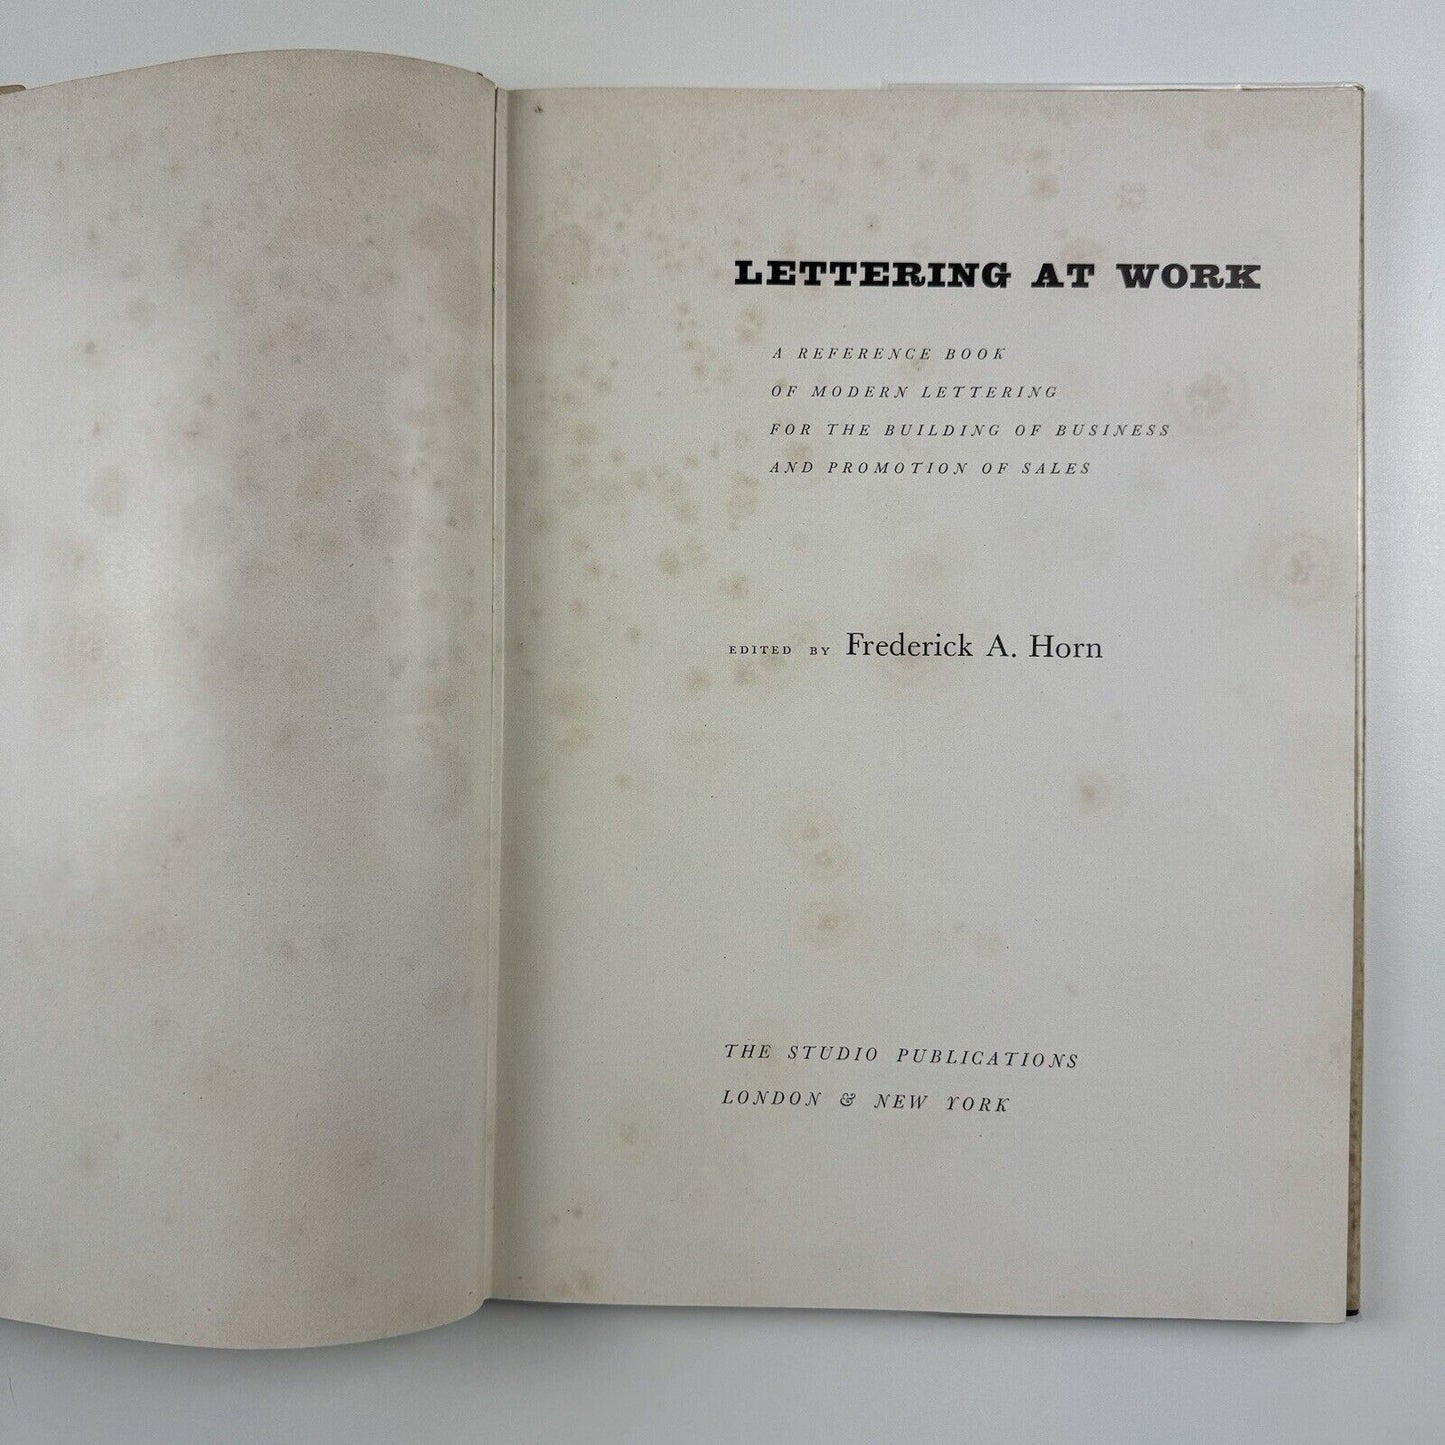 LETTERING AT WORK
A REFERENCE BOOK
OF MODERN LETTERING
FOR THE BUILDING OF BUSINESS
AND PROMOTION OF SALES
EDITED BY Frederick A. Horn
THE STUDIO PUBLICATIONS
LONDON & NEW YORK